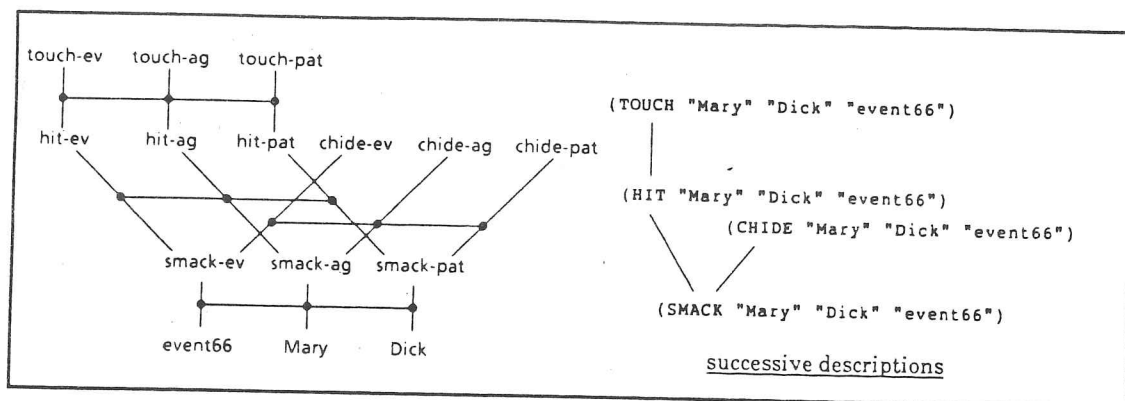 touch-ev touch-ag touch-pat
hit-ev hit-ag hit-pat chide-ev chide-ag chide-pat
smack-ev smack-ag smack-pat
event66 Mary Dick
(TOUCH "Mary" "Dick" "event66")
(HIT "Mary" "Dick" "event66")
(CHIDE "Mary" "Dick" "event66")
(SMACK "Mary" "Dick" "event66")
successive descriptions